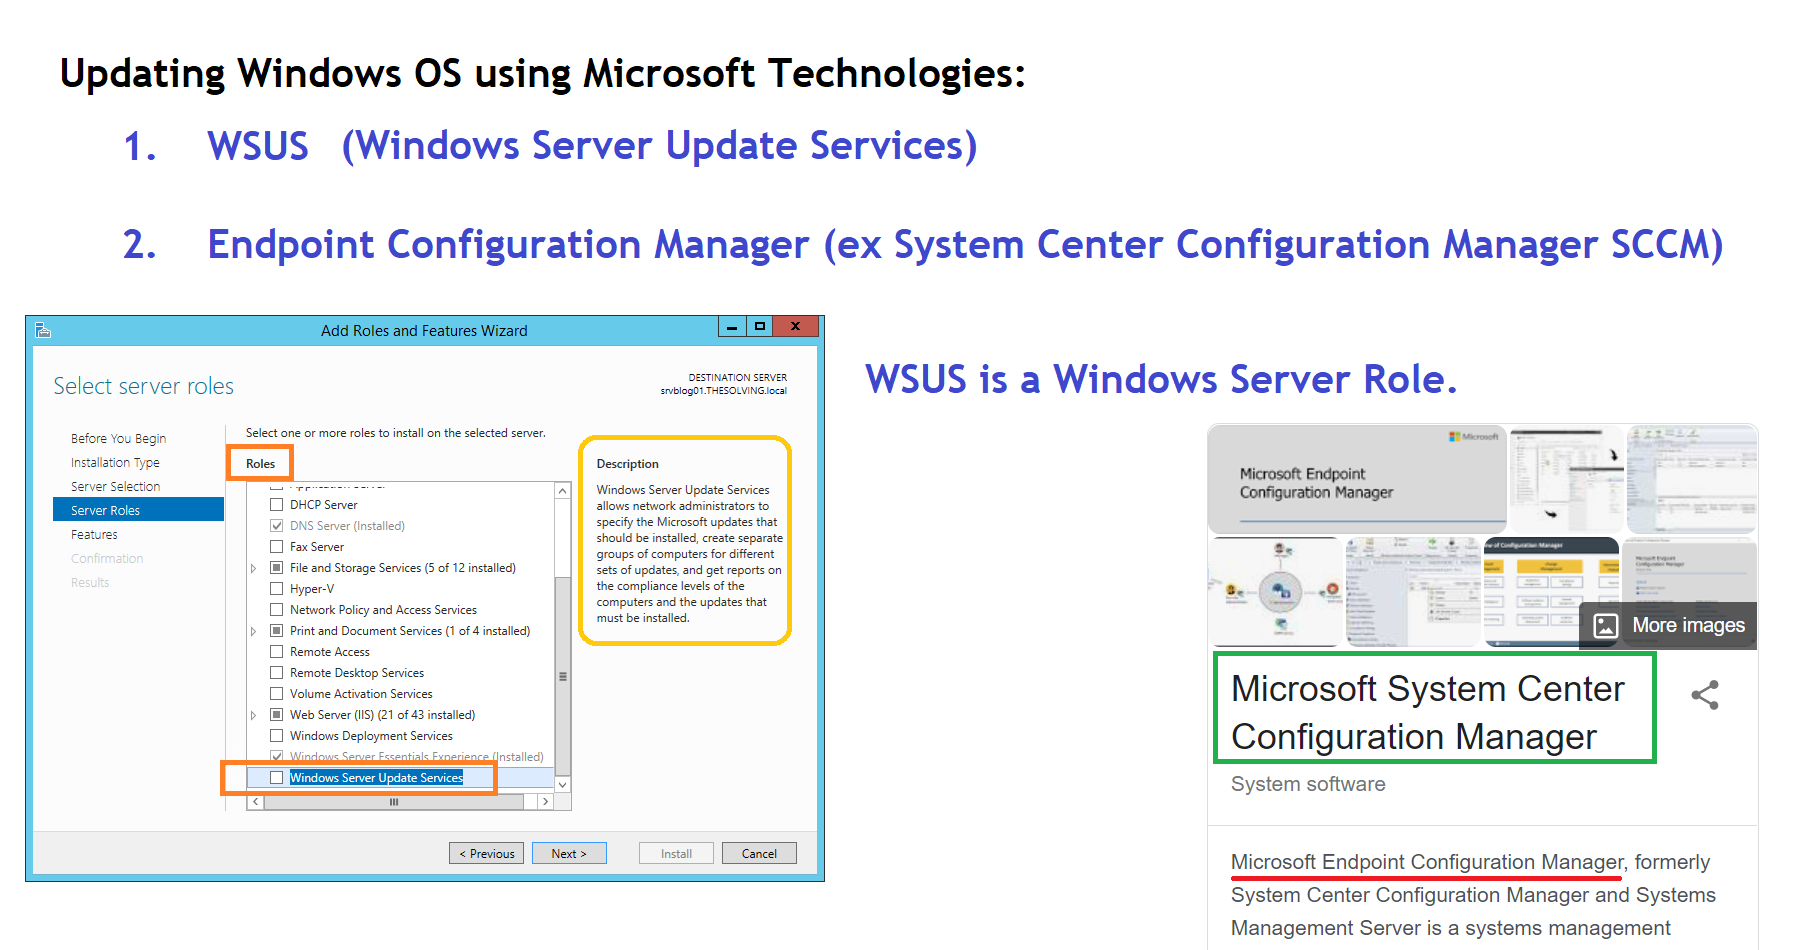 Updating Windows OS using Microsoft Technologies:
1. WSUS (Windows Server Update Services)
2. Endpoint Configuration Manager (ex System Center Configuration Manager SCCM)
Add Roles and Features Wizard
Select server roles
DESTINATION SERVER
srvblog01.THESOLVING.local
Before You Begin
Installation Type
Server Selection
Server Roles
Features
Confirmation
Results
Select one or more roles to install on the selected server.
Roles
DHCP Server
DNS Server (Installed)
Fax Server
File and Storage Services (5 of 12 installed)
Hyper-V
Network Policy and Access Services
Print and Document Services (1 of 4 installed)
Remote Access
Remote Desktop Services
Volume Activation Services
Web Server (IIS) (21 of 43 installed)
Windows Deployment Services
Windows Server Essentials Experience (Installed)
Windows Server Update Services
Description
Windows Server Update Services
allows network administrators to
specify the Microsoft updates that
should be installed, create separate
groups of computers for different
sets of updates, and get reports on
the compliance levels of the
computers and the updates that
must be installed.
< Previous
Next >
Install
Cancel
WSUS is a Windows Server Role.
Microsoft
Microsoft Endpoint
Configuration Manager
of Configuration Manager
More images
Microsoft System Center
Configuration Manager
System software
Microsoft Endpoint Configuration Manager, formerly
System Center Configuration Manager and Systems
Management Server is a systems management